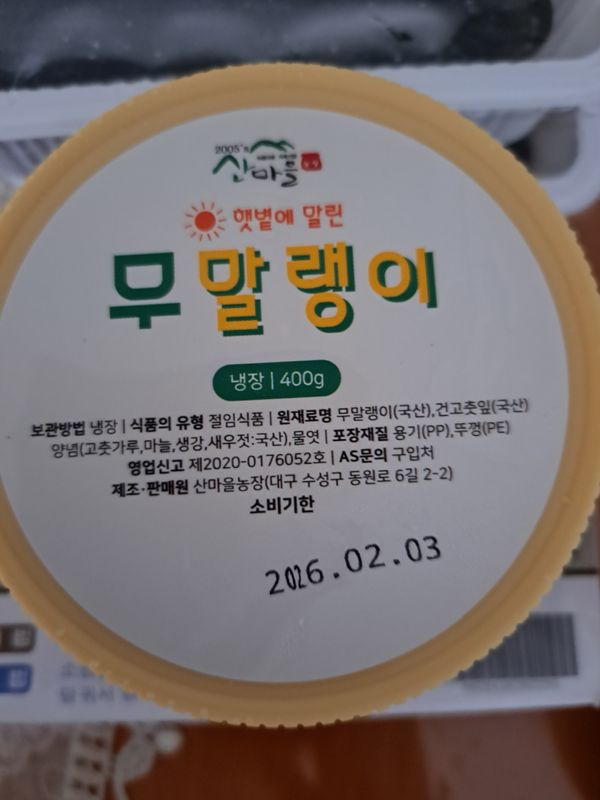 2005's
산마을
햇볕에 말린
무말랭이
냉장 | 400g
보관방법 냉장 | 식품의 유형 절임식품 | 원재료명 무말랭이(국산),건고춧잎(국산)
양념(고춧가루,마늘,생강,새우젓:국산),물엿 | 포장재질 용기(PP),뚜껑(PE)
영업신고 제2020-0176052호 | AS문의 구입처
제조·판매원 산마을농장(대구 수성구 동원로 6길 2-2)
소비기한
2026.02.03